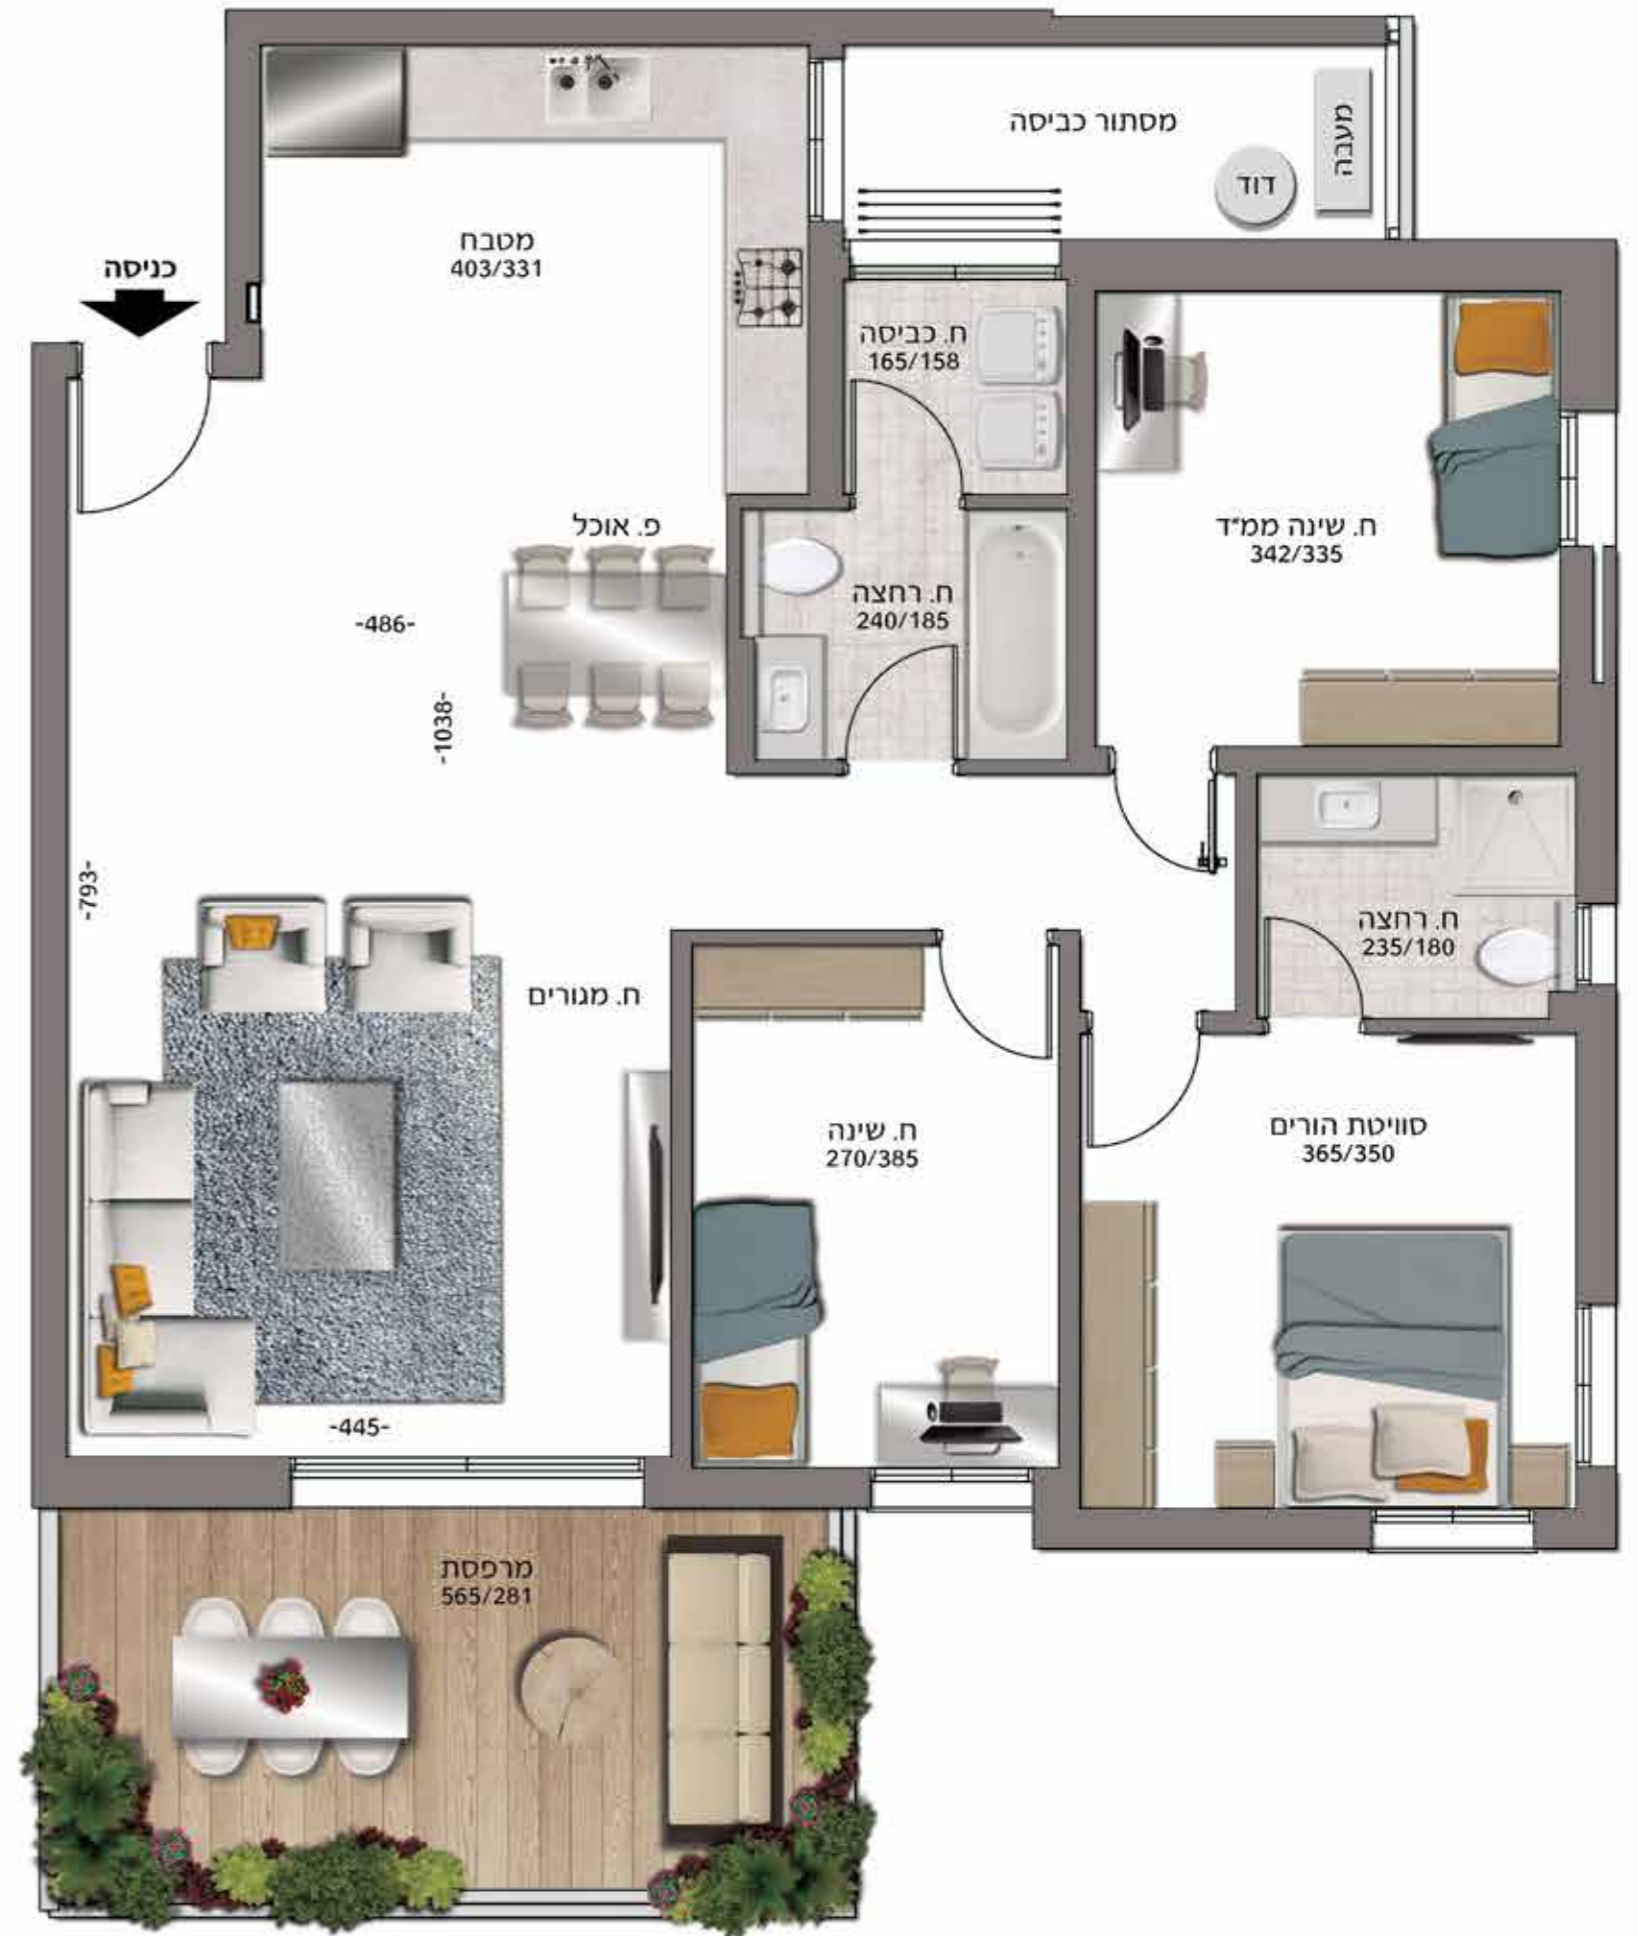 מסתור כביסה
מעבה
דוד
מטבח
403/331
כניסה
ח. כביסה
165/158
ח. שינה ממ״ד
342/335
פ. אוכל
ח. רחצה
240/185
-486-
-1038-
-793-
ח. רחצה
235/180
ח. מגורים
ח. שינה
270/385
סוויטת הורים
365/350
-445-
מרפסת
565/281